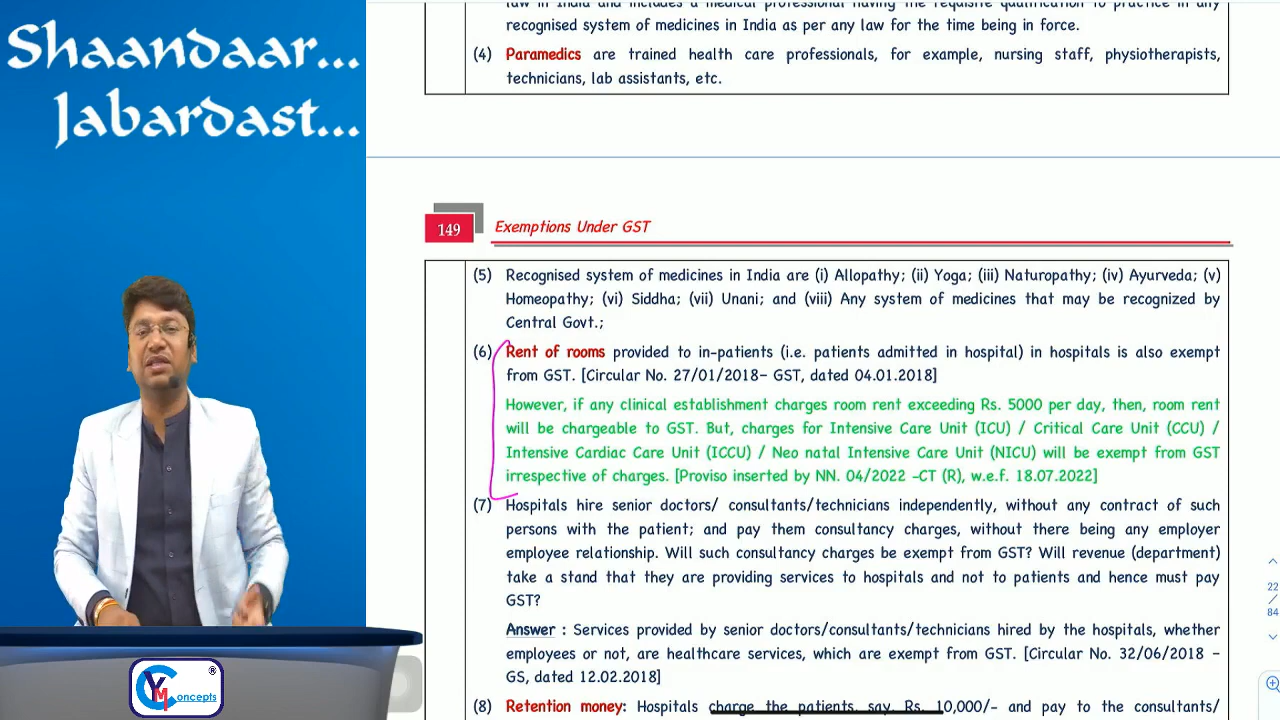 Shaandaar...
Jabardast...
YM Concepts ®
law in India and includes a medical professional having the requisite qualification to practice in any
recognised system of medicines in India as per any law for the time being in force.
(4) Paramedics are trained health care professionals, for example, nursing staff, physiotherapists,
technicians, lab assistants, etc.
149 Exemptions Under GST
(5) Recognised system of medicines in India are (i) Allopathy; (ii) Yoga; (iii) Naturopathy; (iv) Ayurveda; (v)
Homeopathy; (vi) Siddha; (vii) Unani; and (viii) Any system of medicines that may be recognized by
Central Govt.;
(6) Rent of rooms provided to in-patients (i.e. patients admitted in hospital) in hospitals is also exempt
from GST. [Circular No. 27/01/2018– GST, dated 04.01.2018]
However, if any clinical establishment charges room rent exceeding Rs. 5000 per day, then, room rent
will be chargeable to GST. But, charges for Intensive Care Unit (ICU) / Critical Care Unit (CCU) /
Intensive Cardiac Care Unit (ICCU) / Neo natal Intensive Care Unit (NICU) will be exempt from GST
irrespective of charges. [Proviso inserted by NN. 04/2022 -CT (R), w.e.f. 18.07.2022]
(7) Hospitals hire senior doctors/ consultants/technicians independently, without any contract of such
persons with the patient; and pay them consultancy charges, without there being any employer
employee relationship. Will such consultancy charges be exempt from GST? Will revenue (department)
take a stand that they are providing services to hospitals and not to patients and hence must pay
GST?
Answer : Services provided by senior doctors/consultants/technicians hired by the hospitals, whether
employees or not, are healthcare services, which are exempt from GST. [Circular No. 32/06/2018 –
GS, dated 12.02.2018]
(8) Retention money: Hospitals charge the patients, say, Rs. 10,000/- and pay to the consultants/
22
/
84